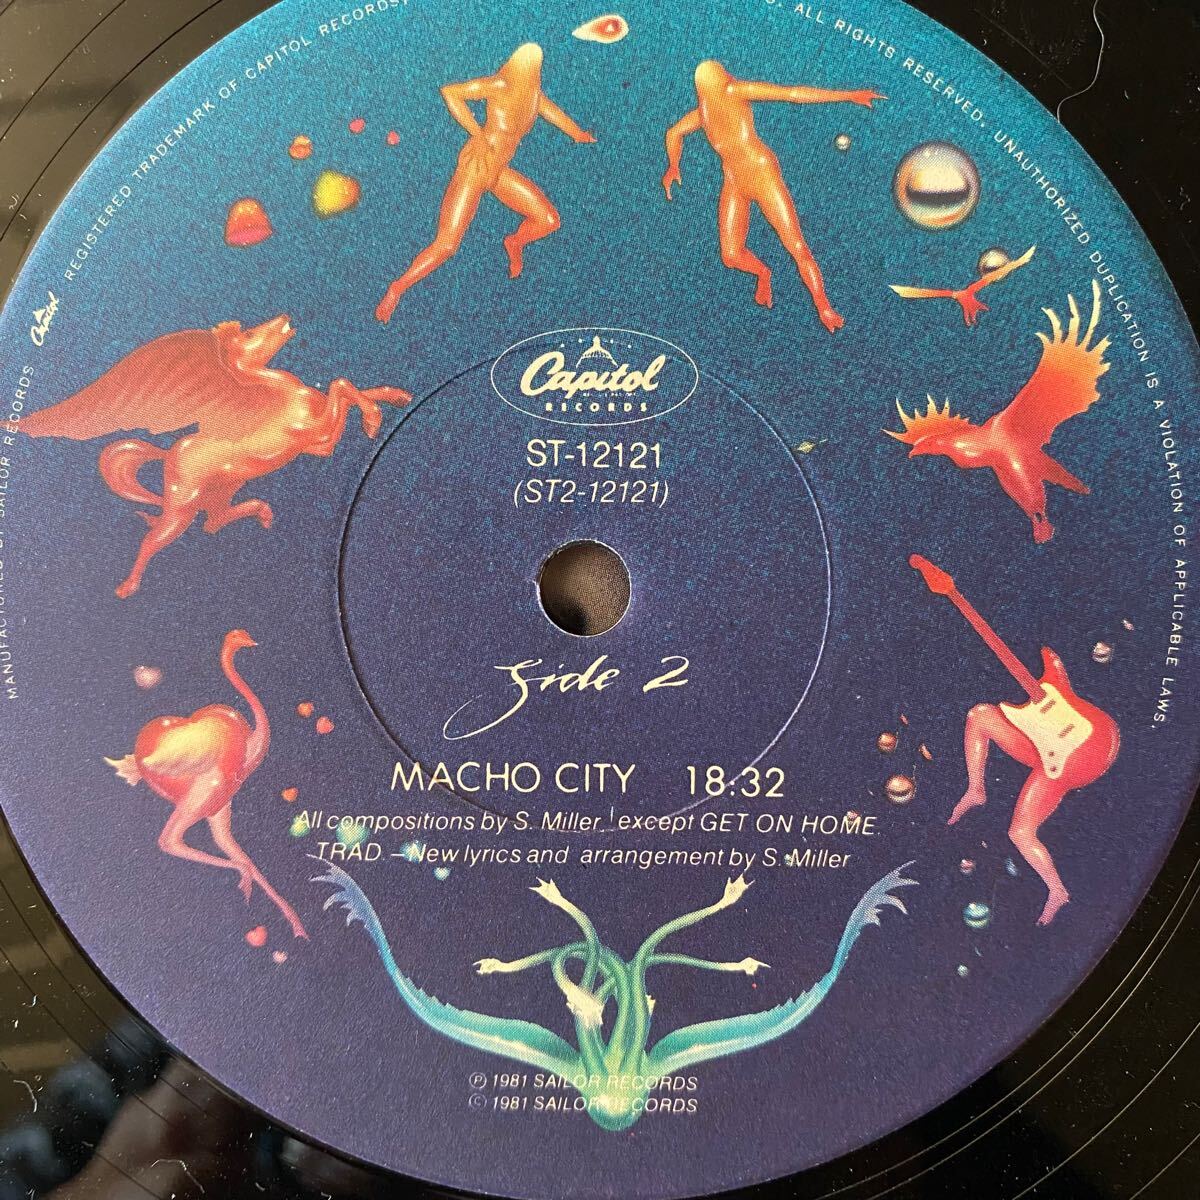 MANUFACTURED BY SAILOR RECORDS
Capitol
REGISTERED TRADEMARK OF CAPITOL RECORDS,
ALL RIGHTS RESERVED. UNAUTHORIZED DUPLICATION IS A VIOLATION OF APPLICABLE LAWS.
Capitol
RECORDS
ST-12121
(ST2-12121)
Side 2
MACHO CITY 18:32
All compositions by S. Miller except GET ON HOME
TRAD. – New lyrics and arrangement by S. Miller
℗ 1981 SAILOR RECORDS
© 1981 SAILOR RECORDS